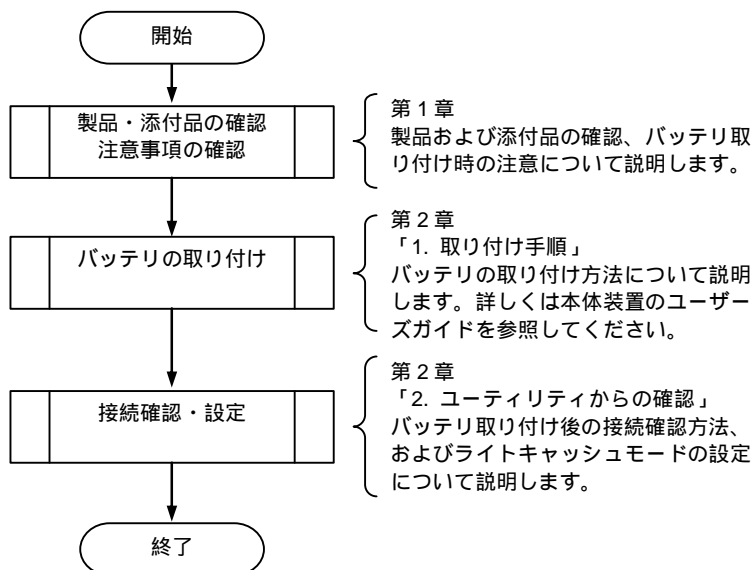 開始
製品・添付品の確認
注意事項の確認
第1章
製品および添付品の確認、バッテリ取
り付け時の注意について説明します。
バッテリの取り付け
第2章
「1. 取り付け手順」
バッテリの取り付け方法について説明
します。詳しくは本体装置のユーザー
ズガイドを参照してください。
接続確認・設定
第2章
「2. ユーティリティからの確認」
バッテリ取り付け後の接続確認方法、
およびライトキャッシュモードの設定
について説明します。
終了